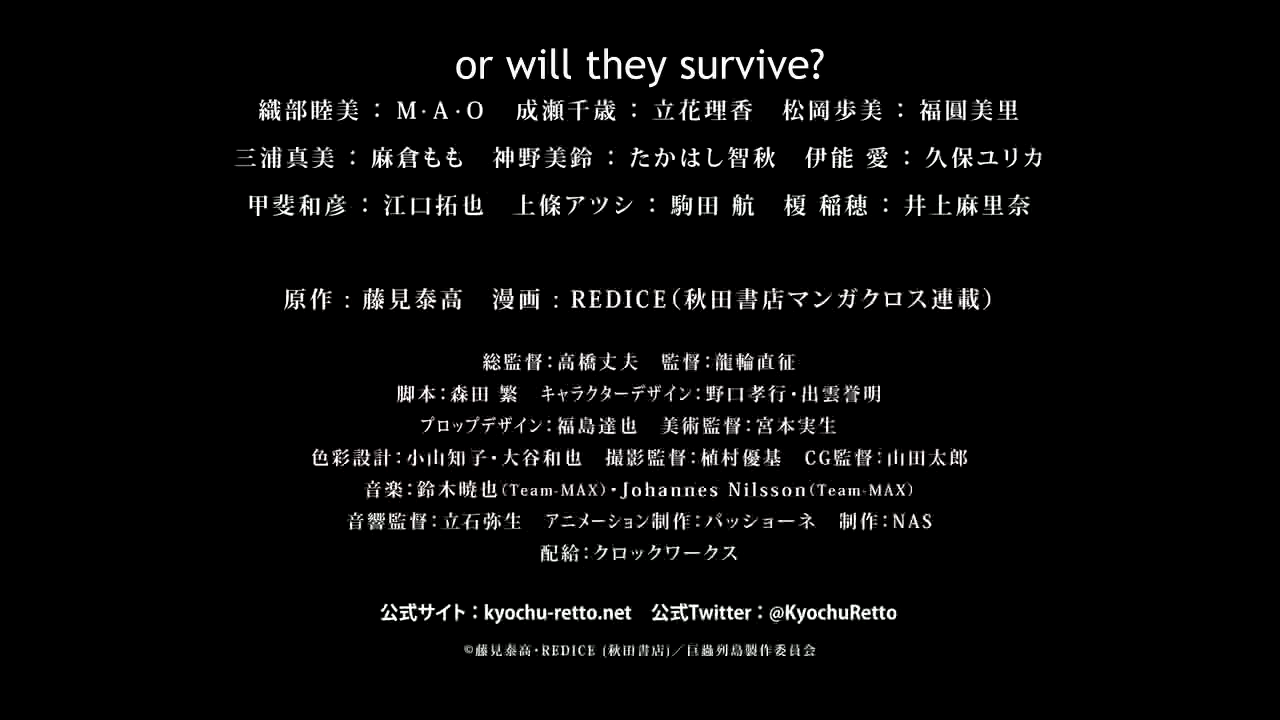 or will they survive?
織部睦美：M・A・O　成瀬千歳：立花理香　松岡歩美：福圓美里
三浦真美：麻倉もも　神野美鈴：たかはし智秋　伊能 愛：久保ユリカ
甲斐和彦：江口拓也　上條アツシ：駒田 航　榎 稲穂：井上麻里奈
原作：藤見泰高　漫画：REDICE（秋田書店マンガクロス連載）
総監督：高橋丈夫　監督：龍輪直征
脚本：森田 繁　キャラクターデザイン：野口孝行・出雲誉明
プロップデザイン：福島達也　美術監督：宮本実生
色彩設計：小山知子・大谷和也　撮影監督：植村優基　CG監督：山田太郎
音楽：鈴木暁也（Team-MAX）・Johannes Nilsson（Team-MAX）
音響監督：立石弥生　アニメーション制作：パッショーネ　制作：NAS
配給：クロックワークス
公式サイト：kyochu-retto.net　公式Twitter：@KyochuRetto
©藤見泰高・REDICE (秋田書店)／巨蟲列島製作委員会